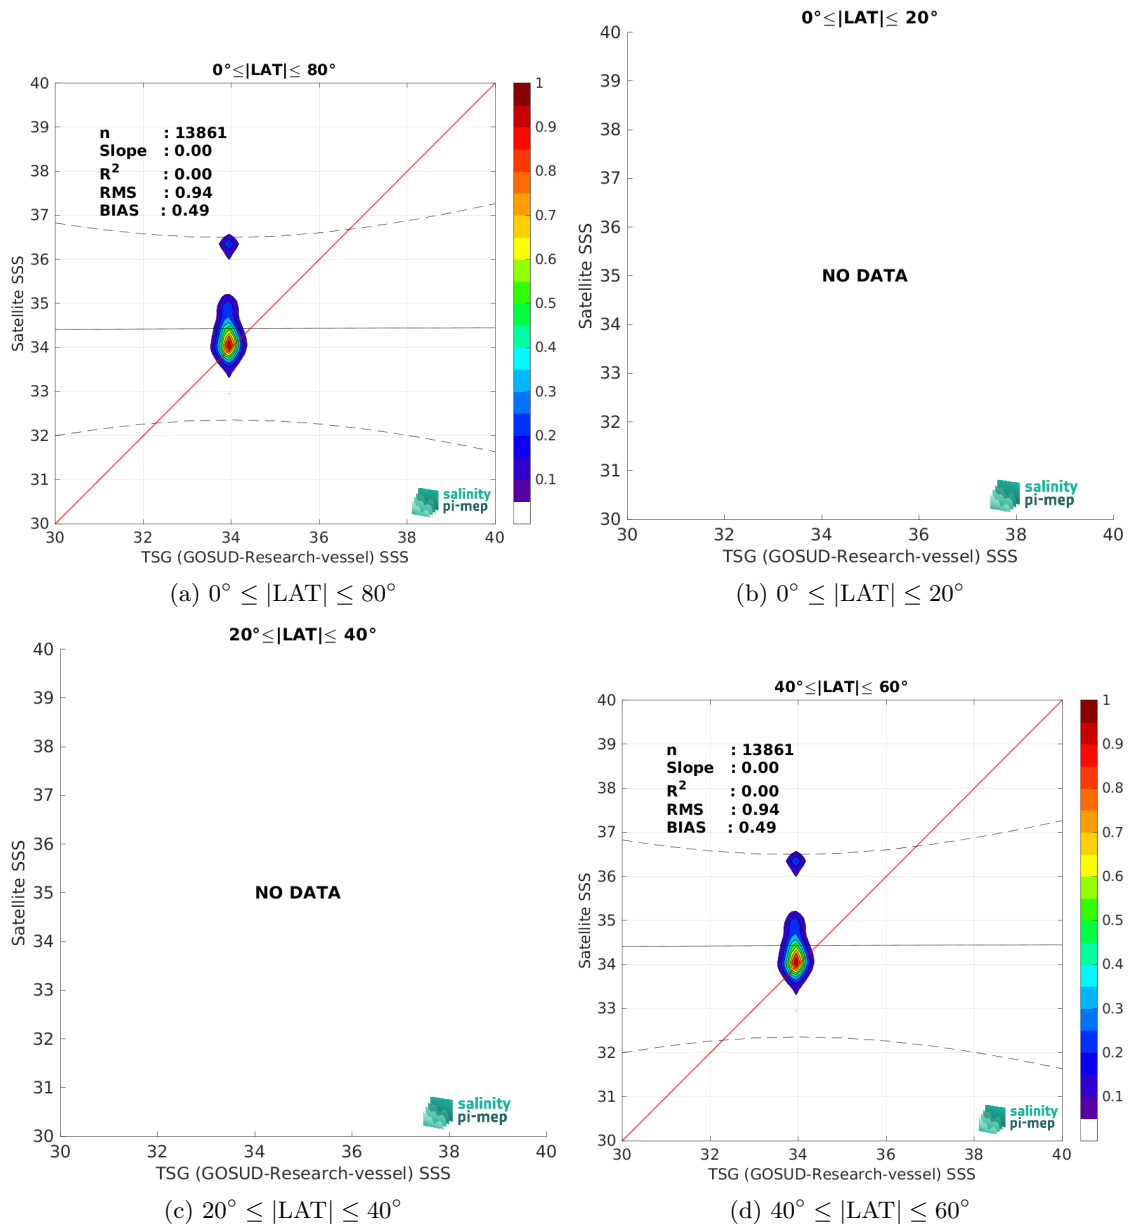 0°≤|LAT|≤ 80°
40
39
38
37
36
35
34
33
32
31
30
Satellite SSS
n : 13861
Slope : 0.00
R² : 0.00
RMS : 0.94
BIAS : 0.49
salinity
pi-mep
30 32 34 36 38 40
TSG (GOSUD-Research-vessel) SSS
1
0.9
0.8
0.7
0.6
0.5
0.4
0.3
0.2
0.1
(a) 0° ≤ |LAT| ≤ 80°
0°≤|LAT|≤ 20°
40
39
38
37
36
35
34
33
32
31
30
Satellite SSS
NO DATA
salinity
pi-mep
30 32 34 36 38 40
TSG (GOSUD-Research-vessel) SSS
(b) 0° ≤ |LAT| ≤ 20°
20°≤|LAT|≤ 40°
40
39
38
37
36
35
34
33
32
31
30
Satellite SSS
NO DATA
salinity
pi-mep
30 32 34 36 38 40
TSG (GOSUD-Research-vessel) SSS
(c) 20° ≤ |LAT| ≤ 40°
40°≤|LAT|≤ 60°
40
39
38
37
36
35
34
33
32
31
30
Satellite SSS
n : 13861
Slope : 0.00
R² : 0.00
RMS : 0.94
BIAS : 0.49
salinity
pi-mep
30 32 34 36 38 40
TSG (GOSUD-Research-vessel) SSS
1
0.9
0.8
0.7
0.6
0.5
0.4
0.3
0.2
0.1
(d) 40° ≤ |LAT| ≤ 60°